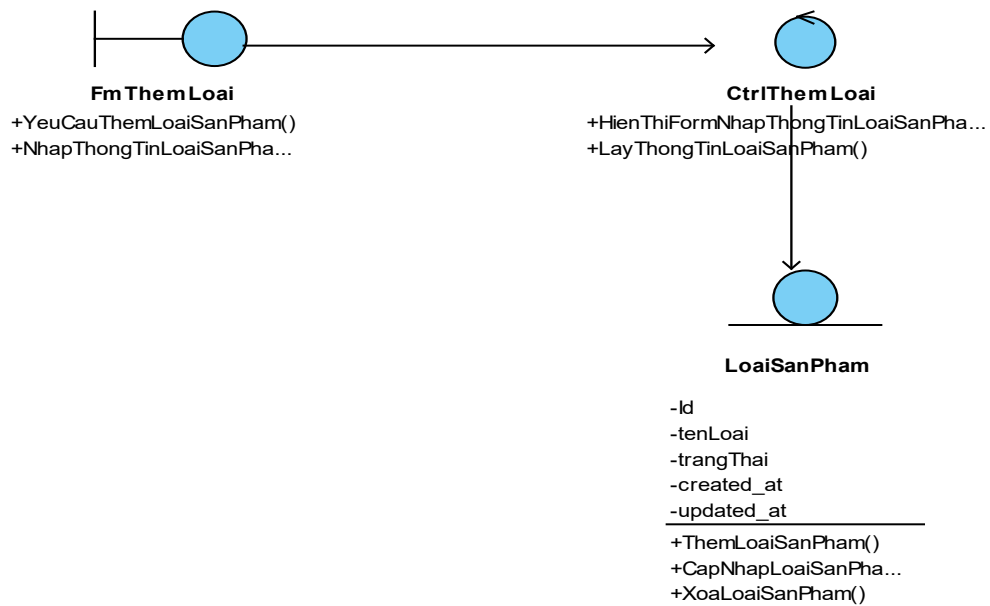 FmThemLoai
+YeuCauThemLoaiSanPham()
+NhapThongTinLoaiSanPha...
CtrlThemLoai
+HienThiFormNhapThongTinLoaiSanPha...
+LayThongTinLoaiSanPham()
LoaiSanPham
-Id
-tenLoai
-trangThai
-created_at
-updated_at
+ThemLoaiSanPham()
+CapNhapLoaiSanPha...
+XoaLoaiSanPham()